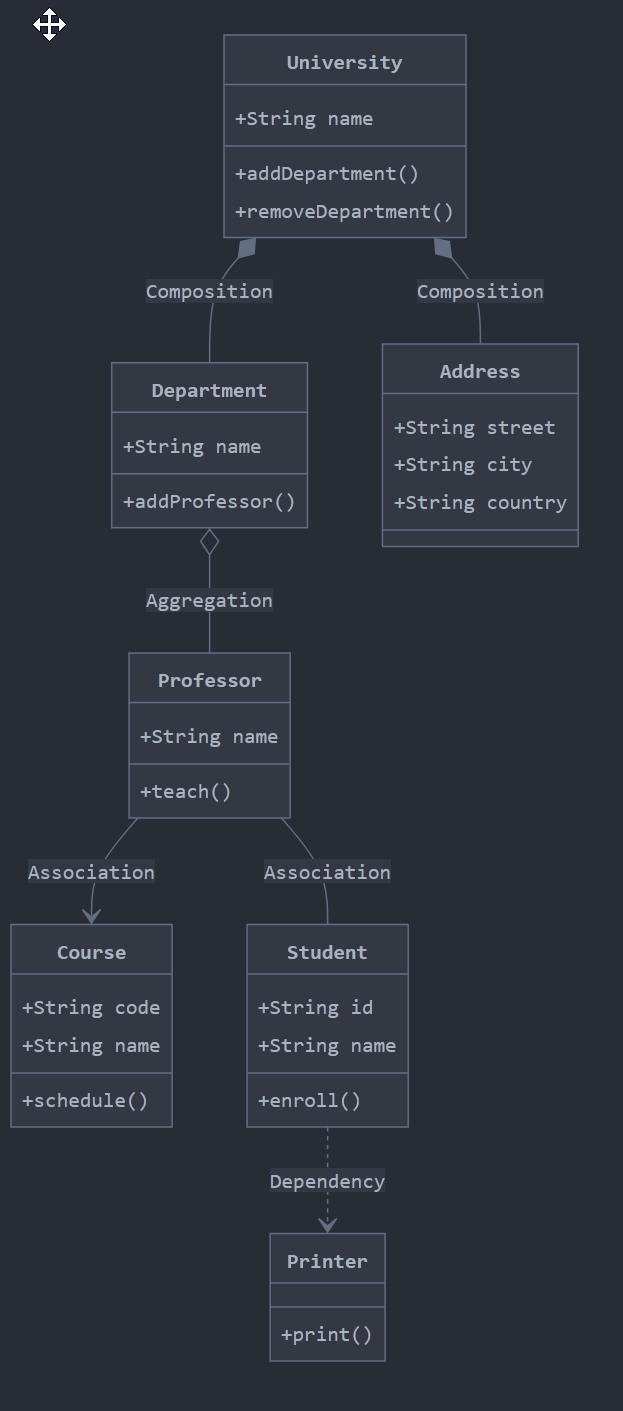 University
+String name
+addDepartment()
+removeDepartment()
Composition
Composition
Department
+String name
+addProfessor()
Address
+String street
+String city
+String country
Aggregation
Professor
+String name
+teach()
Association
Association
Course
+String code
+String name
+schedule()
Student
+String id
+String name
+enroll()
Dependency
Printer
+print()